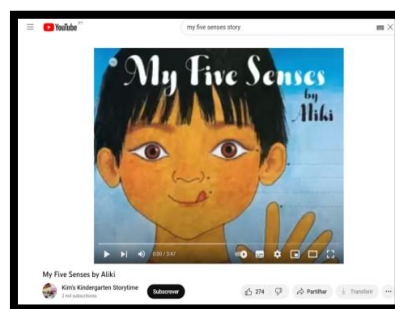 YouTube
my five senses story
My Five Senses
by
Aliki
0:00 / 3:47
My Five Senses by Aliki
Kim's Kindergarten Storytime
Subscrever
274
Partilhar
Transferir